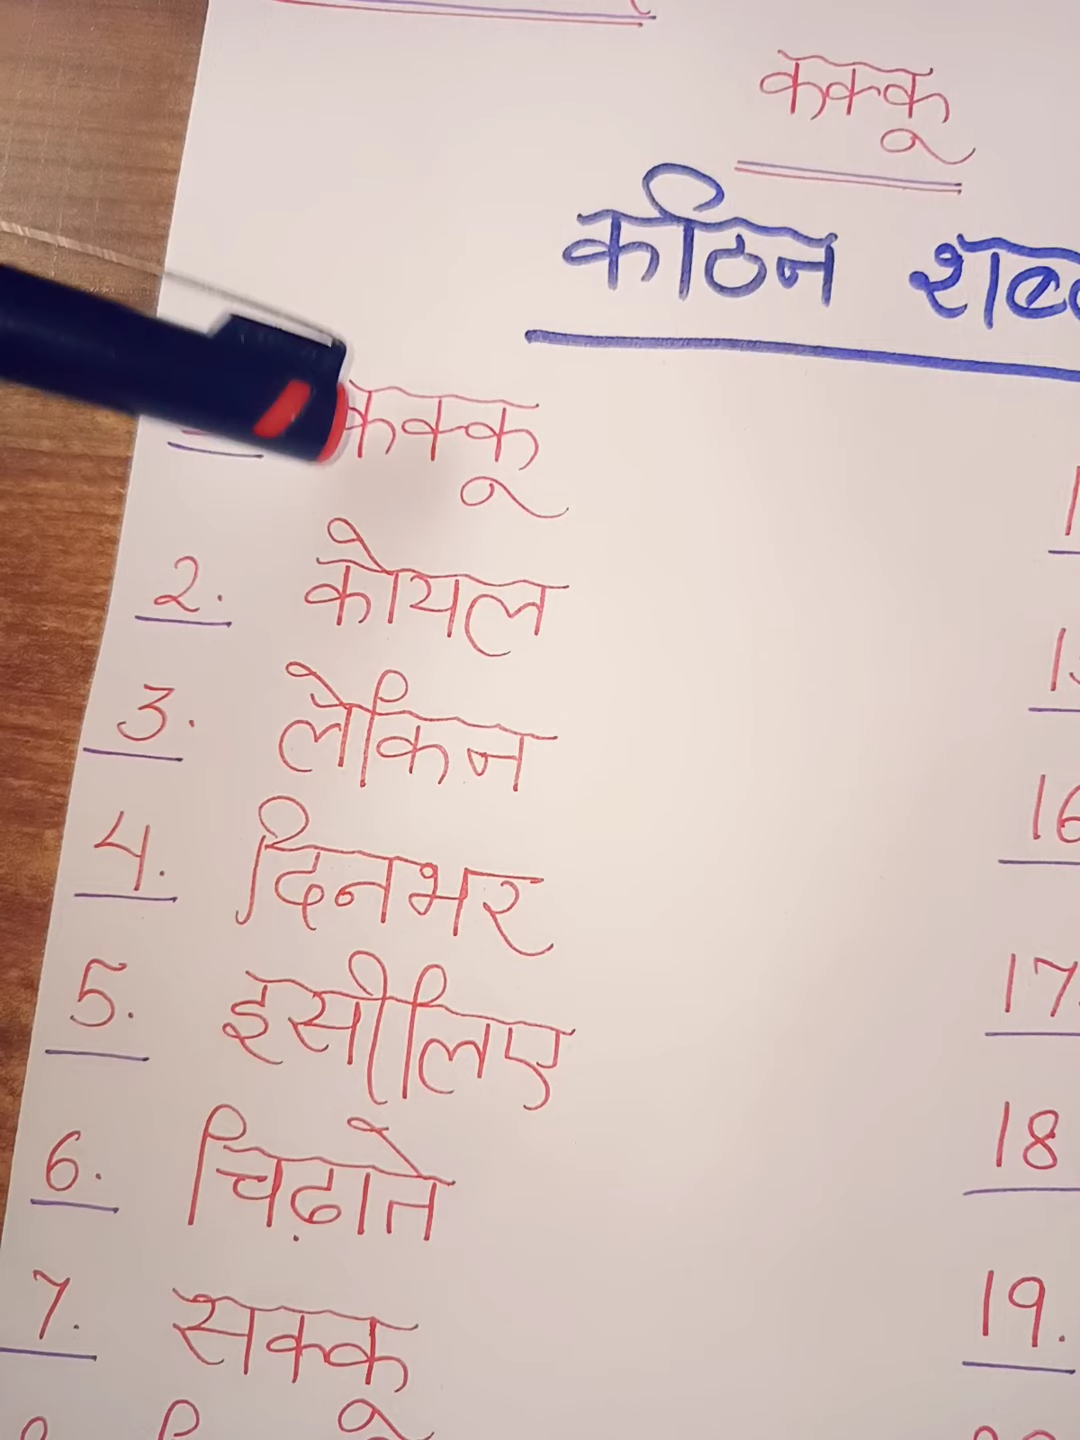 कक्कू
कठिन
कक्कू
2. कोयल
3. लेकिन
4. दिनभर
5. इसीलिए
6. चिढ़ाते
7. सक्कू
16
17.
18
19.